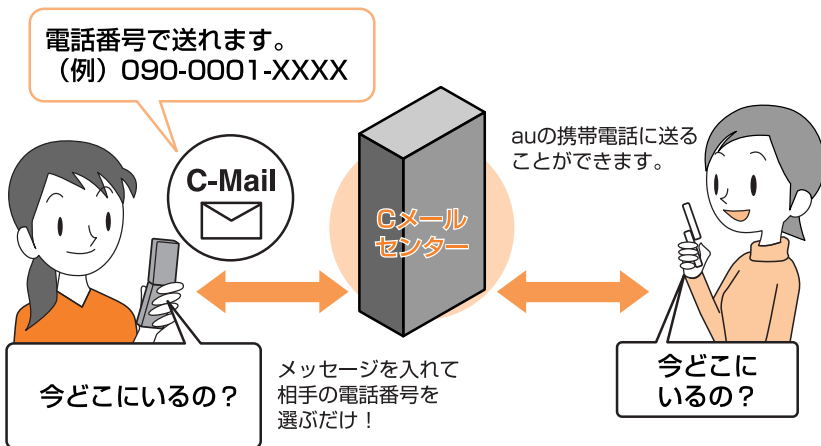 電話番号で送れます。
（例）090-0001-XXXX
C-Mail
Cメール
センター
auの携帯電話に送る
ことができます。
今どこにいるの？
メッセージを入れて
相手の電話番号を
選ぶだけ！
今どこに
いるの？